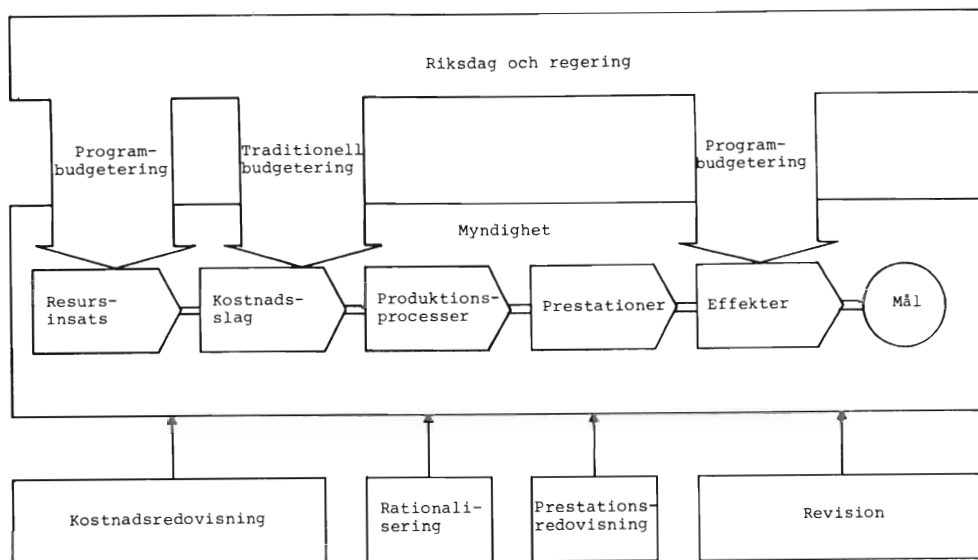 Riksdag och regering
Program-
budgetering
Traditionell
budgetering
Program-
budgetering
Myndighet
Resurs-
insats
Kostnads-
slag
Produktions-
processer
Prestationer
Effekter
Mål
Kostnadsredovisning
Rationali-
sering
Prestations-
redovisning
Revision